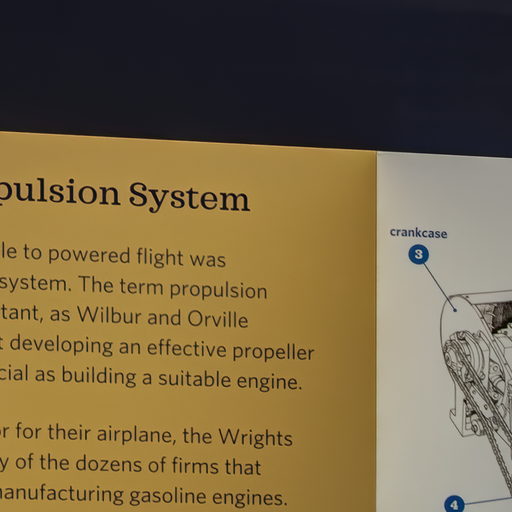 pulsion System
le to powered flight was
system. The term propulsion
tant, as Wilbur and Orville
t developing an effective propeller
cial as building a suitable engine.
r for their airplane, the Wrights
y of the dozens of firms that
manufacturing gasoline engines.
crankcase
3
4